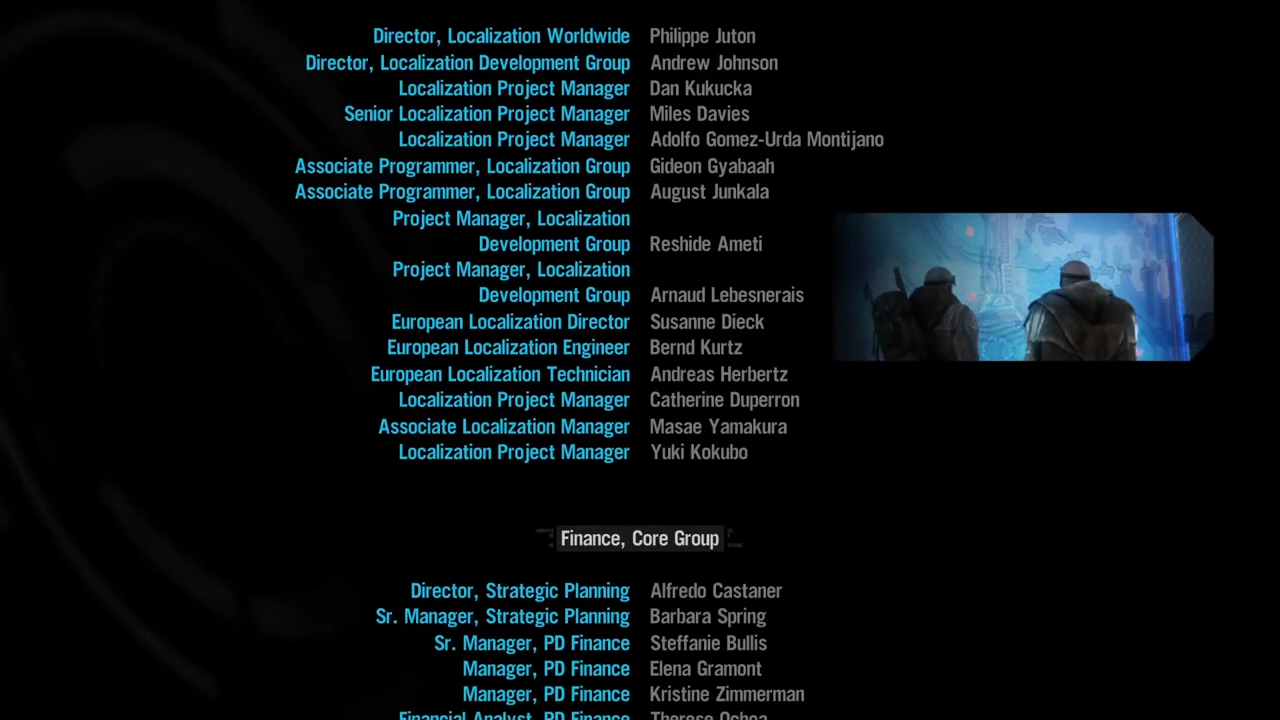 Director, Localization Worldwide Philippe Juton
Director, Localization Development Group Andrew Johnson
Localization Project Manager Dan Kukucka
Senior Localization Project Manager Miles Davies
Localization Project Manager Adolfo Gomez-Urda Montijano
Associate Programmer, Localization Group Gideon Gyabaah
Associate Programmer, Localization Group August Junkala
Project Manager, Localization
Development Group Reshide Ameti
Project Manager, Localization
Development Group Arnaud Lebesnerais
European Localization Director Susanne Dieck
European Localization Engineer Bernd Kurtz
European Localization Technician Andreas Herbertz
Localization Project Manager Catherine Duperron
Associate Localization Manager Masae Yamakura
Localization Project Manager Yuki Kokubo
Finance, Core Group
Director, Strategic Planning Alfredo Castaner
Sr. Manager, Strategic Planning Barbara Spring
Sr. Manager, PD Finance Steffanie Bullis
Manager, PD Finance Elena Gramont
Manager, PD Finance Kristine Zimmerman
Financial Analyst, PD Finance Therese Ochoa